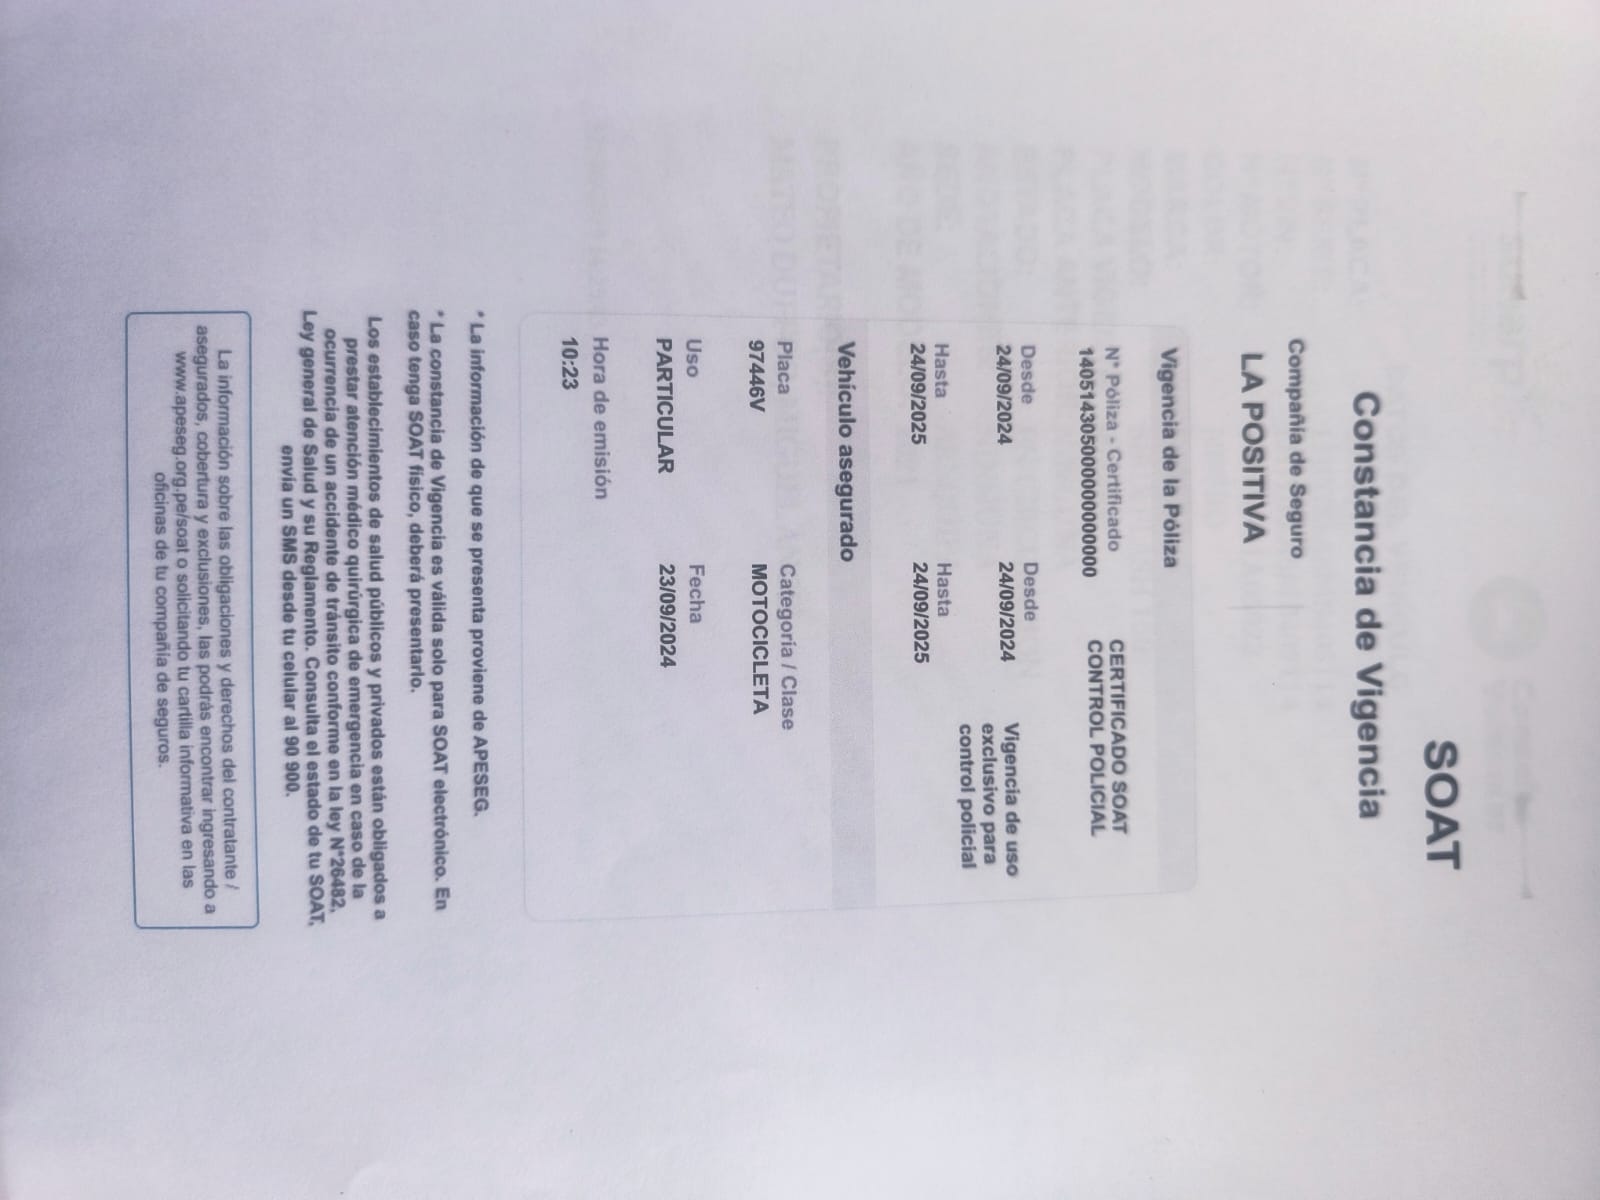 SOAT
Constancia de Vigencia
Compañía de Seguro
LA POSITIVA
Vigencia de la Póliza
N° Póliza - Certificado
14051430500000000000
CERTIFICADO SOAT
CONTROL POLICIAL
Desde
24/09/2024
Desde
24/09/2024
Vigencia de uso
exclusivo para
control policial
Hasta
24/09/2025
Hasta
24/09/2025
Vehículo asegurado
Placa
97446V
Categoría / Clase
MOTOCICLETA
Uso
PARTICULAR
Fecha
23/09/2024
Hora de emisión
10:23
* La información de que se presenta proviene de APESEG.
* La constancia de Vigencia es válida solo para SOAT electrónico. En
caso tenga SOAT físico, deberá presentarlo.
Los establecimientos de salud públicos y privados están obligados a
prestar atención médico quirúrgica de emergencia en caso de la
ocurrencia de un accidente de tránsito conforme en la ley N°26482,
Ley general de Salud y su Reglamento. Consulta el estado de tu SOAT,
envía un SMS desde tu celular al 90 900.
La información sobre las obligaciones y derechos del contratante /
asegurados, cobertura y exclusiones, las podrás encontrar ingresando a
www.apeseg.org.pe/soat o solicitando tu cartilla informativa en las
oficinas de tu compañía de seguros.